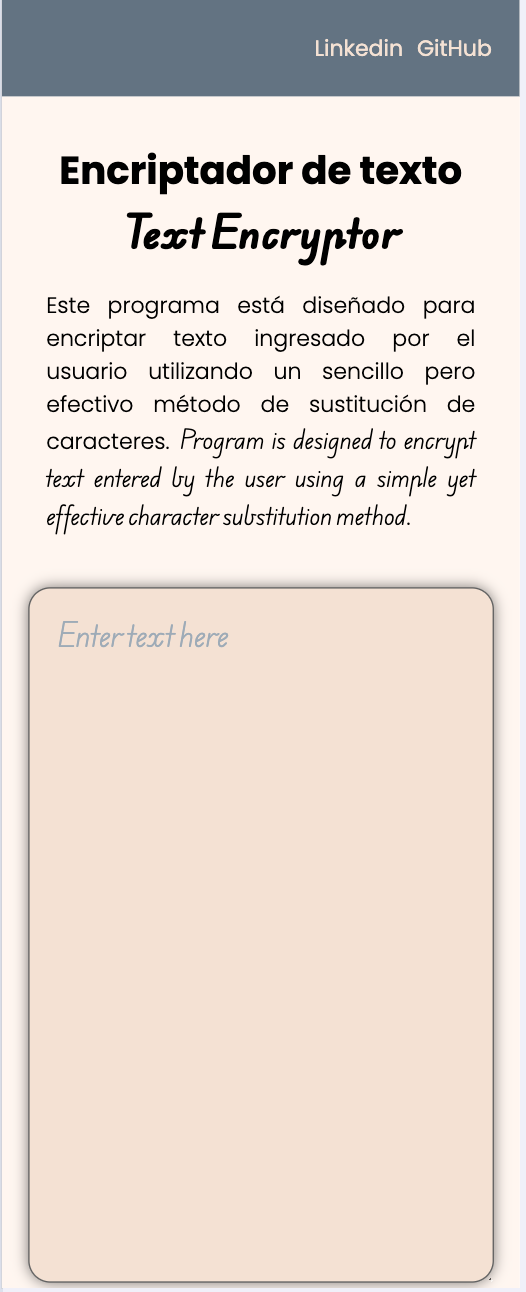 Linkedin GitHub
Encriptador de texto
Text Encryptor
Este programa está diseñado para
encriptar texto ingresado por el
usuario utilizando un sencillo pero
efectivo método de sustitución de
caracteres. Program is designed to encrypt
text entered by the user using a simple yet
effective character substitution method.
Enter text here